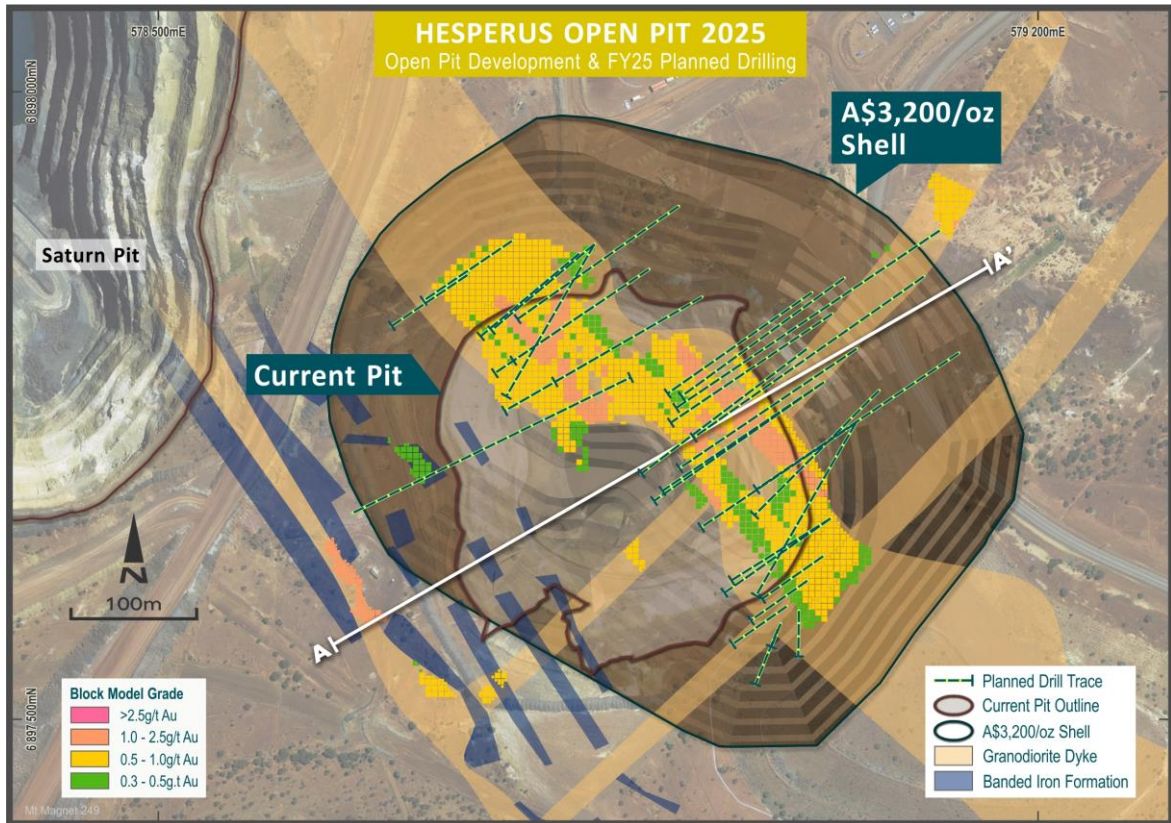 HESPERUS OPEN PIT 2025
Open Pit Development & FY25 Planned Drilling
578 500mE
579 200mE
6 898 000mN
A$3,200/oz
Shell
Saturn Pit
A'
Current Pit
N
100m
A
6 897 500mN
Block Model Grade
>2.5g/t Au
1.0 - 2.5g/t Au
0.5 - 1.0g/t Au
0.3 - 0.5g.t Au
Planned Drill Trace
Current Pit Outline
A$3,200/oz Shell
Granodiorite Dyke
Banded Iron Formation
Mt Magnet 249